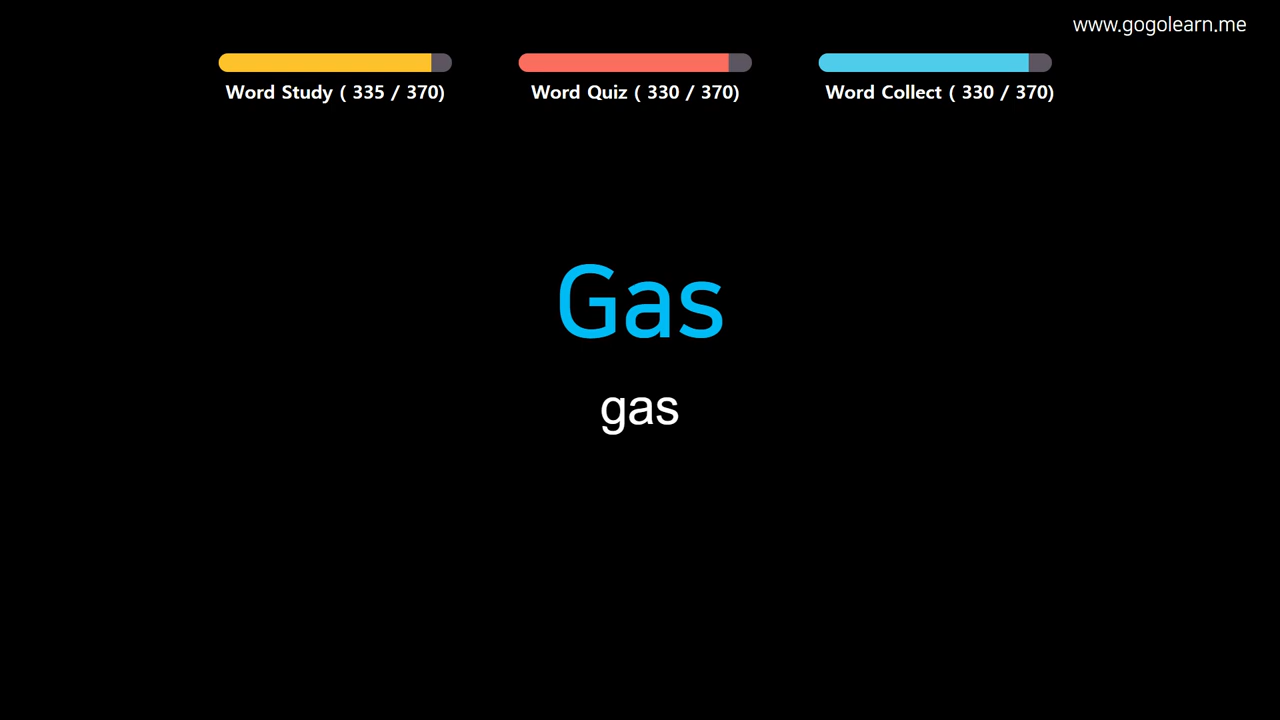 www.gogolearn.me
Word Study ( 335 / 370)
Word Quiz ( 330 / 370)
Word Collect ( 330 / 370)
Gas
gas